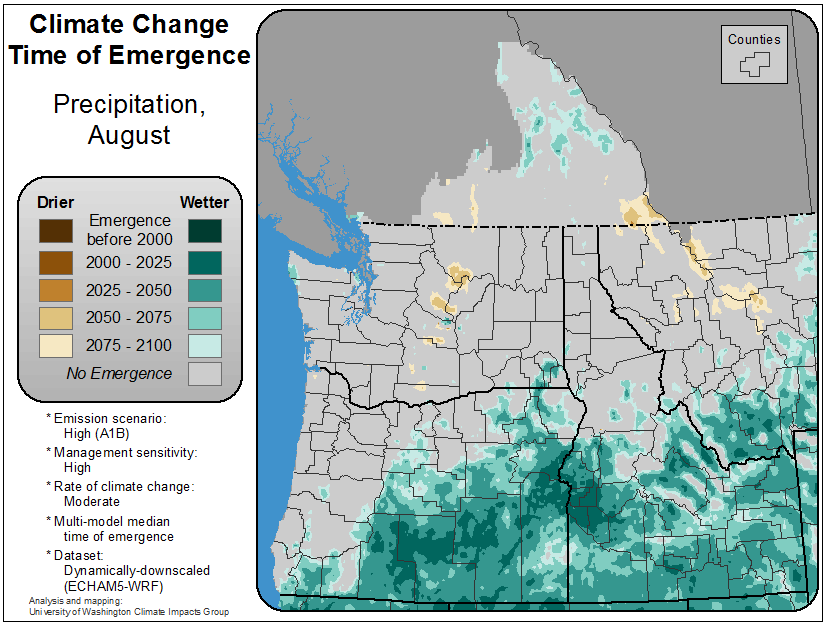 Climate Change
Time of Emergence
Precipitation,
August
Drier
Wetter
Emergence
before 2000
2000 - 2025
2025 - 2050
2050 - 2075
2075 - 2100
No Emergence
* Emission scenario:
High (A1B)
* Management sensitivity:
High
* Rate of climate change:
Moderate
* Multi-model median
time of emergence
* Dataset:
Dynamically-downscaled
(ECHAM5-WRF)
Analysis and mapping:
University of Washington Climate Impacts Group
Counties